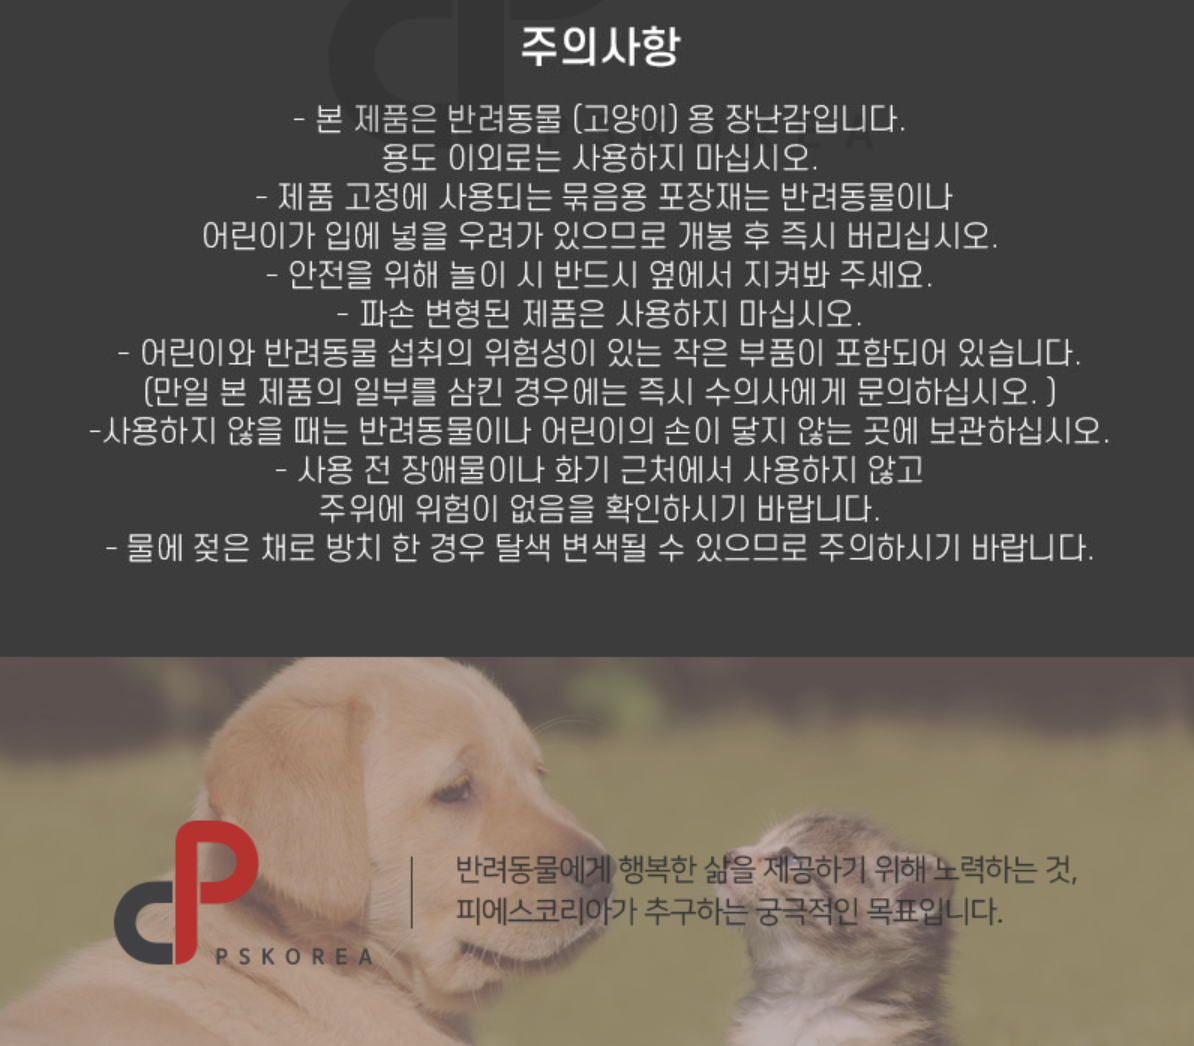 주의사항
- 본 제품은 반려동물 (고양이) 용 장난감입니다.
용도 이외로는 사용하지 마십시오.
- 제품 고정에 사용되는 묶음용 포장재는 반려동물이나
어린이가 입에 넣을 우려가 있으므로 개봉 후 즉시 버리십시오.
- 안전을 위해 놀이 시 반드시 옆에서 지켜봐 주세요.
- 파손 변형된 제품은 사용하지 마십시오.
- 어린이와 반려동물 섭취의 위험성이 있는 작은 부품이 포함되어 있습니다.
(만일 본 제품의 일부를 삼킨 경우에는 즉시 수의사에게 문의하십시오. )
-사용하지 않을 때는 반려동물이나 어린이의 손이 닿지 않는 곳에 보관하십시오.
- 사용 전 장애물이나 화기 근처에서 사용하지 않고
주위에 위험이 없음을 확인하시기 바랍니다.
- 물에 젖은 채로 방치 한 경우 탈색 변색될 수 있으므로 주의하시기 바랍니다.
반려동물에게 행복한 삶을 제공하기 위해 노력하는 것,
피에스코리아가 추구하는 궁극적인 목표입니다.
PSKOREA